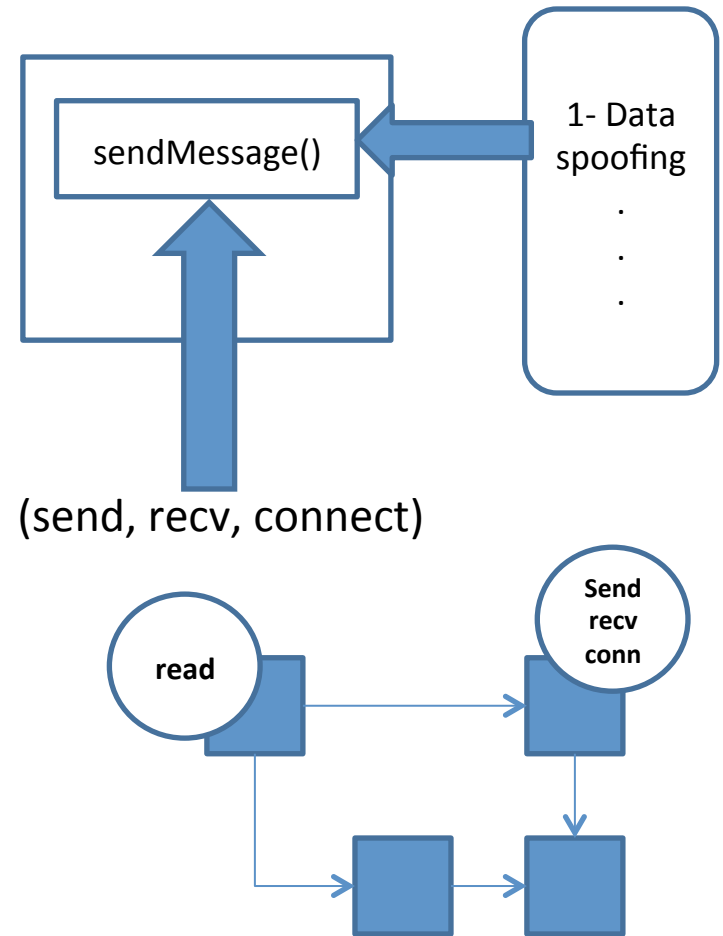 sendMessage()
1- Data
spoofing
.
.
.
(send, recv, connect)
read
Send
recv
conn